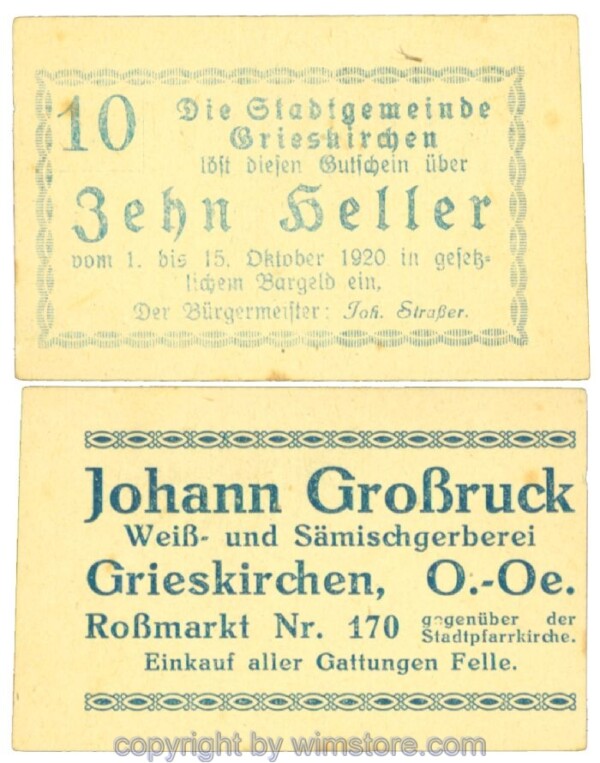 10 Die Stadtgemeinde
Grieskirchen
löst diesen Gutschein über
Zehn Heller
vom 1. bis 15. Oktober 1920 in gesetz-
lichem Bargeld ein,
Der Bürgermeister: Joh. Straßer.
Johann Großruck
Weiß- und Sämischgerberei
Grieskirchen, O.-Oe.
Roßmarkt Nr. 170 gegenüber der
Stadtpfarrkirche.
Einkauf aller Gattungen Felle.
copyright by wimstore.com